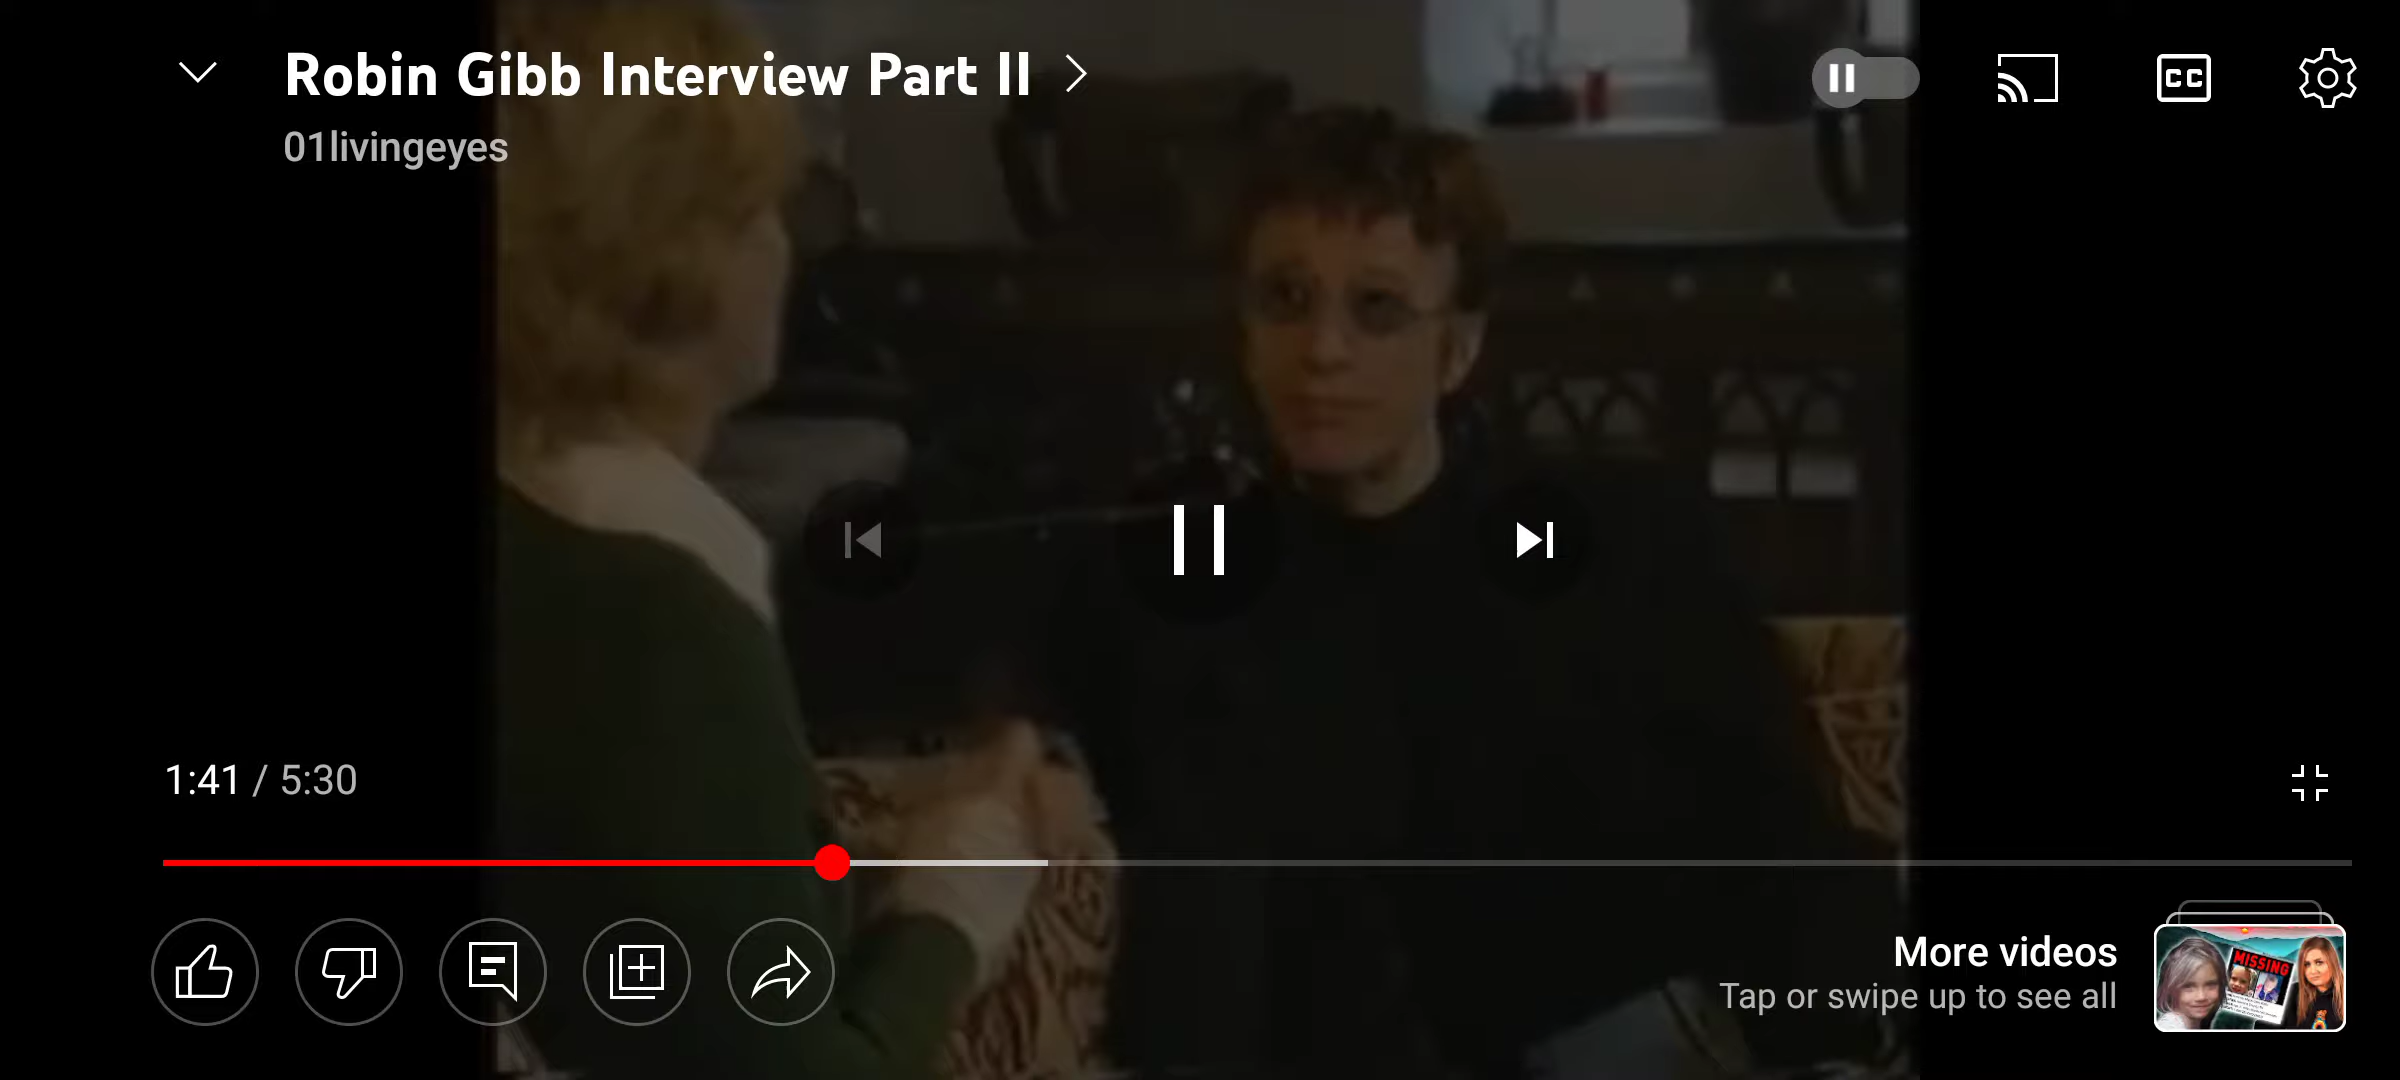 Robin Gibb Interview Part II
01livingeyes
CC
1:41 / 5:30
More videos
Tap or swipe up to see all
MISSING